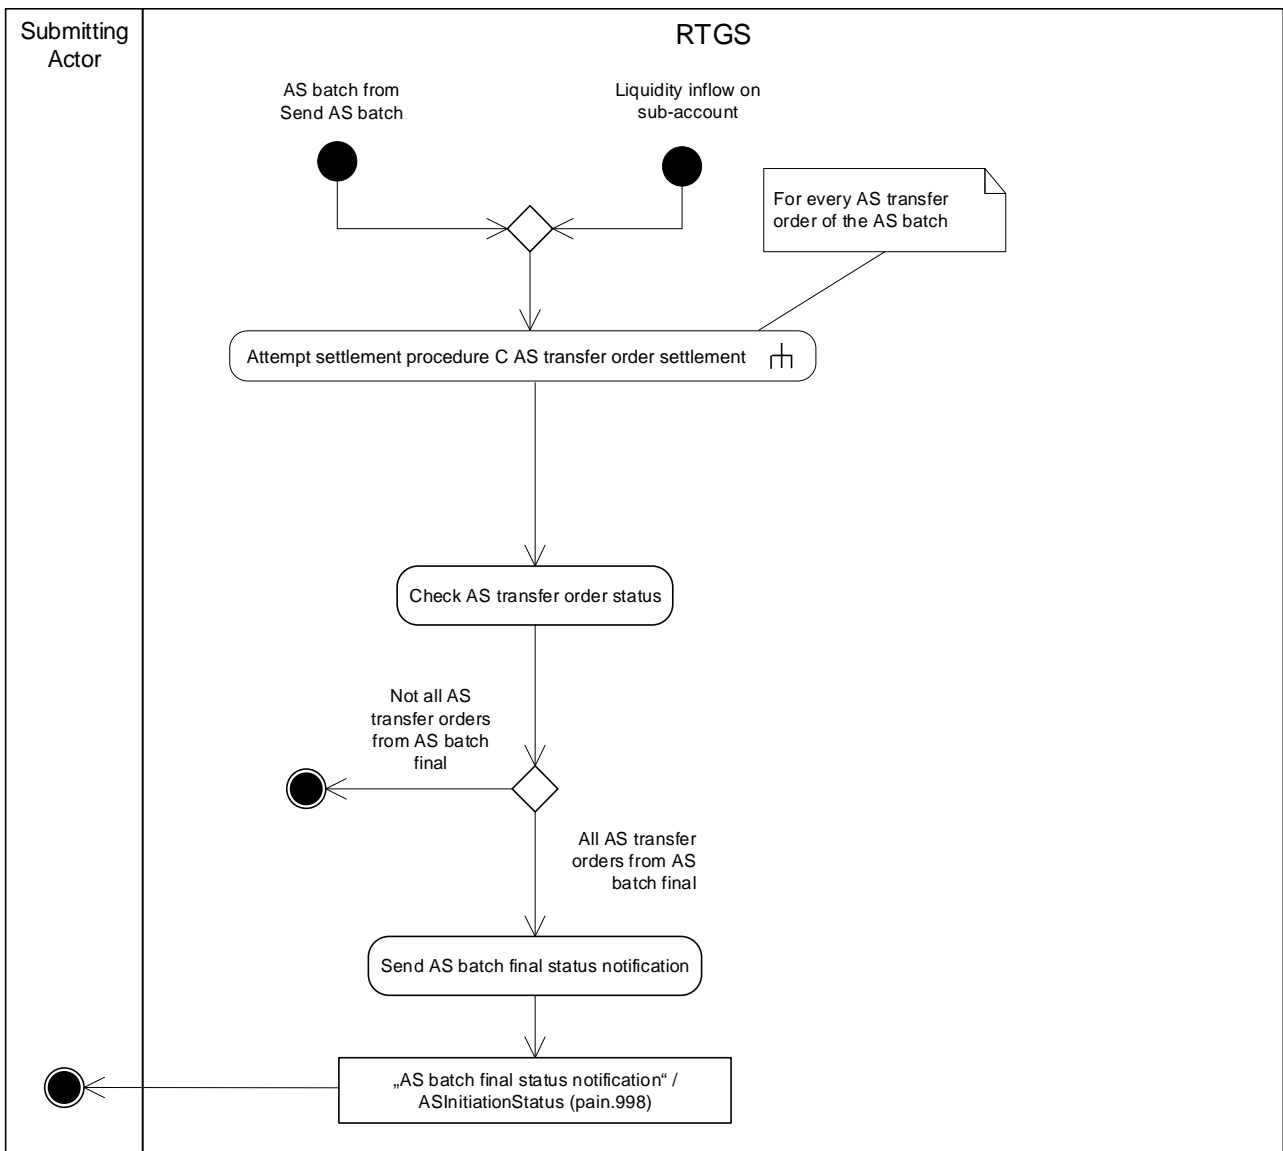 Submitting
Actor
RTGS
AS batch from
Send AS batch
Liquidity inflow on
sub-account
For every AS transfer
order of the AS batch
Attempt settlement procedure C AS transfer order settlement
Check AS transfer order status
Not all AS
transfer orders
from AS batch
final
All AS transfer
orders from AS
batch final
Send AS batch final status notification
„AS batch final status notification“ /
ASInitiationStatus (pain.998)